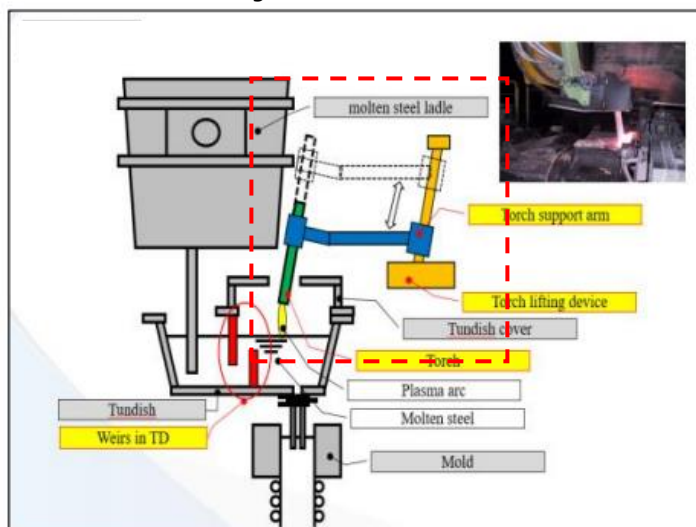 molten steel ladle
Torch support arm
Torch lifting device
Tundish cover
Torch
Plasma arc
Tundish
Molten steel
Weirs in TD
Mold